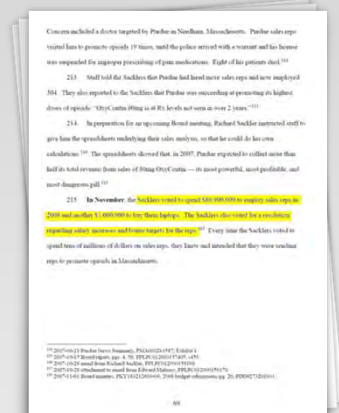 Concern included a doctor targeted by Purdue in Needham, Massachusetts. Purdue sales reps
visited him to promote opioids 19 times, until the police arrived with a warrant and his license
was suspended for improper prescribing of pain medications. Eight of his patients died.
213. Staff told the Sacklers that Purdue had hired more sales reps and now employed
304. They also reported to the Sacklers that Purdue was succeeding at promoting its highest
doses of opioids: "OxyContin 80mg is at Rx levels not seen in over 2 years."
214. In preparation for an upcoming Board meeting, Richard Sackler instructed staff to
give him the spreadsheets underlying their sales analysis, so that he could do his own
calculations. The spreadsheets showed that, in 2007, Purdue expected to collect more than
half its total revenue from sales of 80mg OxyContin — its most powerful, most profitable, and
most dangerous pill.
215. In November, the Sacklers voted to spend $86,900,000 to employ sales reps in
2008 and another $1,000,000 to buy them laptops. The Sacklers also voted for a resolution
regarding salary increases and bonus targets for the reps. Every time the Sacklers voted to
spend tens of millions of dollars on sales reps, they knew and intended that they were sending
reps to promote opioids in Massachusetts.
69